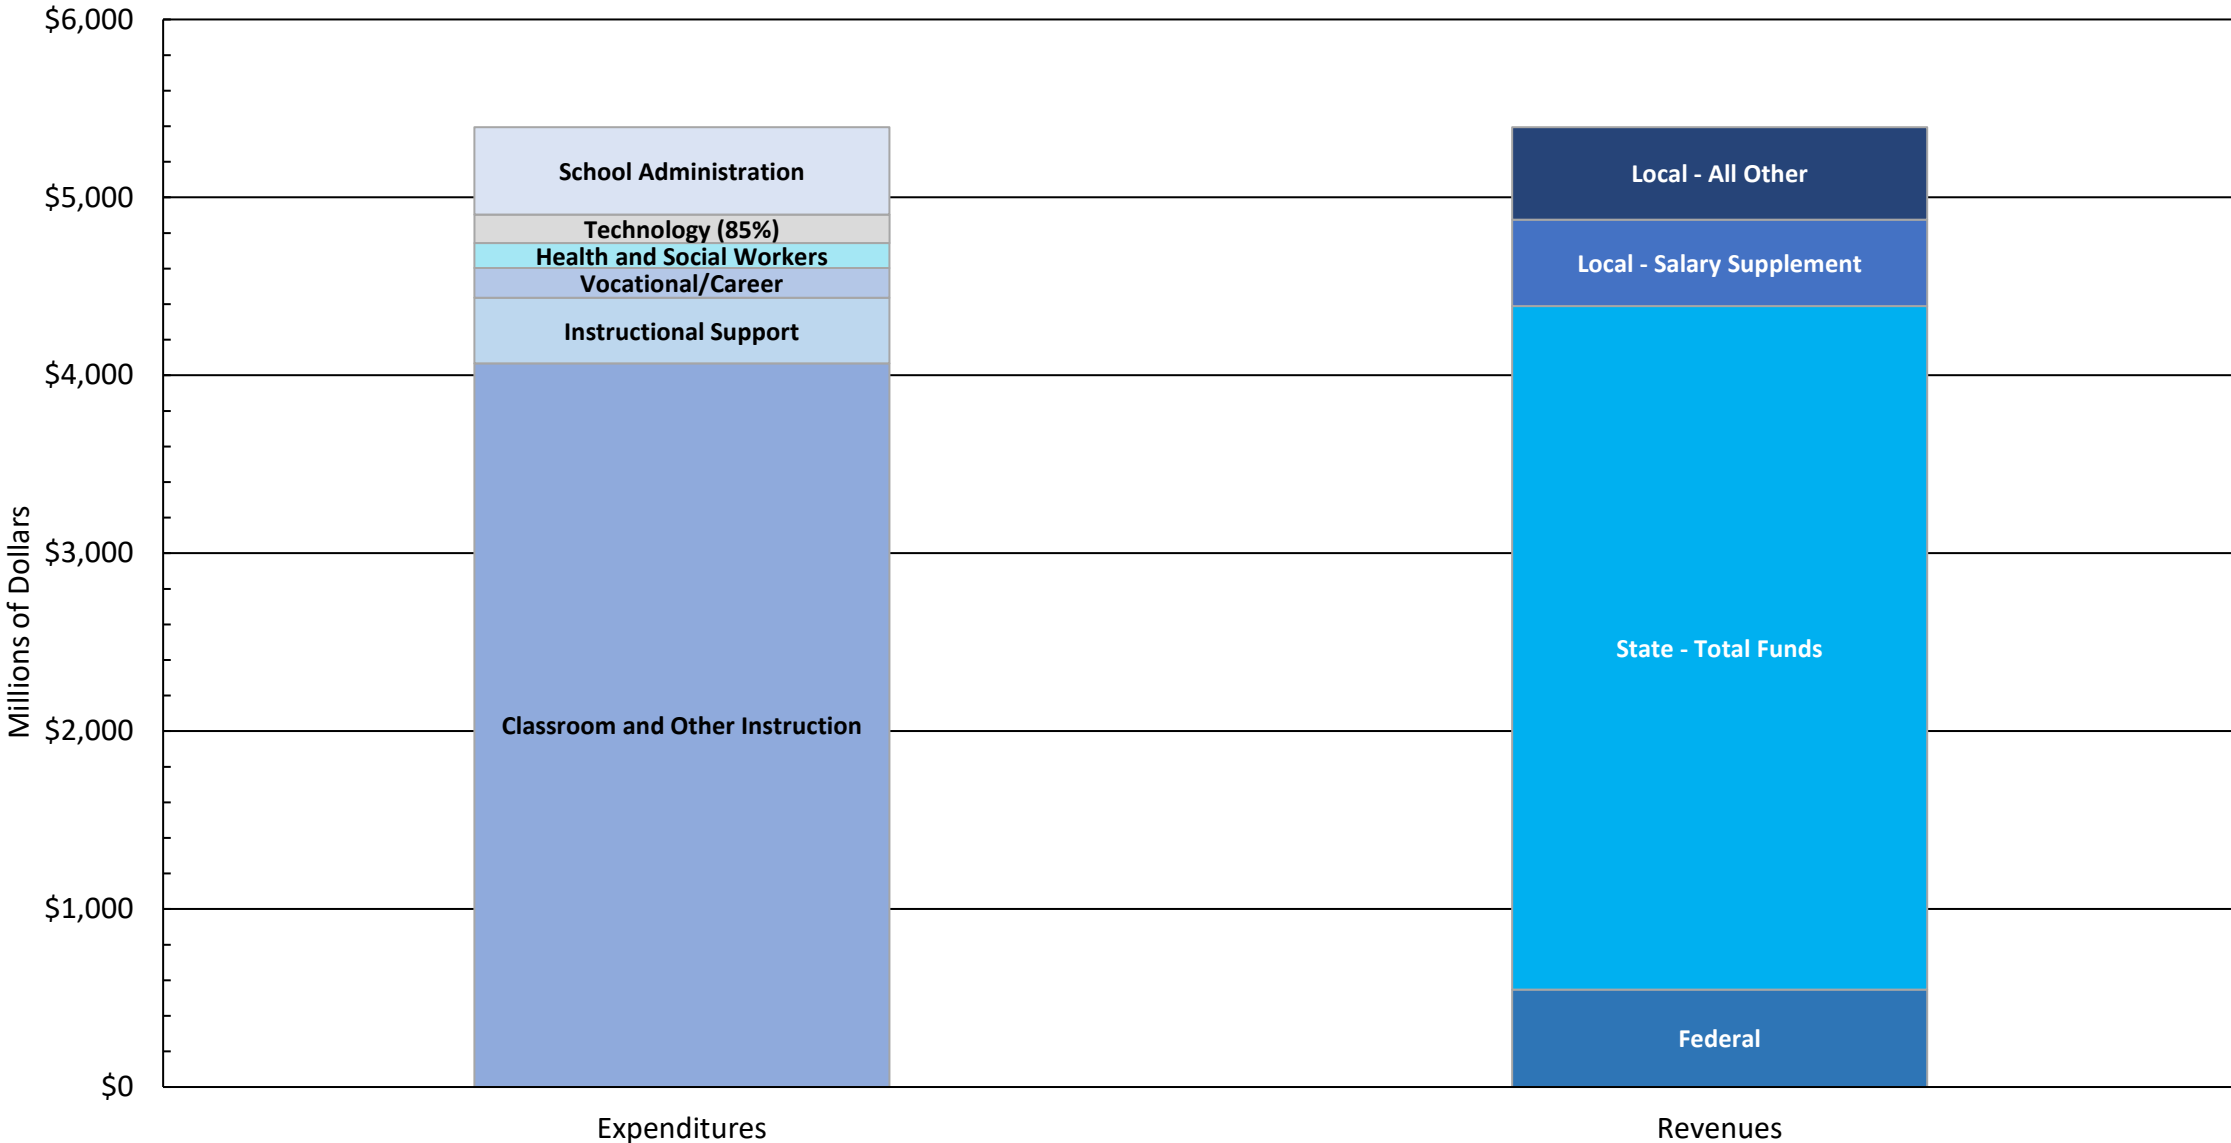 $6,000
$5,000
$4,000
$3,000
$2,000
$1,000
$0
Millions of Dollars
School Administration
Technology (85%)
Health and Social Workers
Vocational/Career
Instructional Support
Classroom and Other Instruction
Local - All Other
Local - Salary Supplement
State - Total Funds
Federal
Expenditures
Revenues